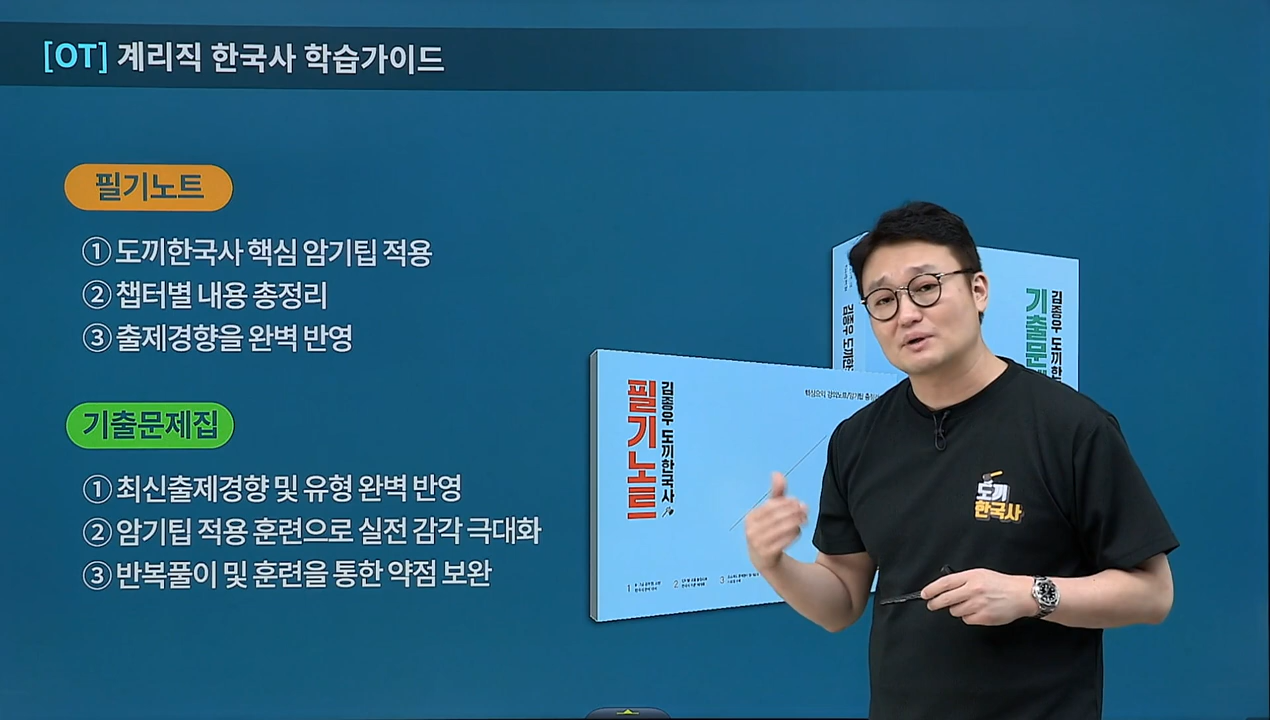 [OT] 계리직 한국사 학습가이드
필기노트
① 도끼한국사 핵심 암기팁 적용
② 챕터별 내용 총정리
③ 출제경향을 완벽 반영
기출문제집
① 최신출제경향 및 유형 완벽 반영
② 암기팁 적용 훈련으로 실전 감각 극대화
③ 반복풀이 및 훈련을 통한 약점 보완
김종우 도끼한국사
필기노트
김종우 도끼한
기출문
도끼
한국사
1
2
3